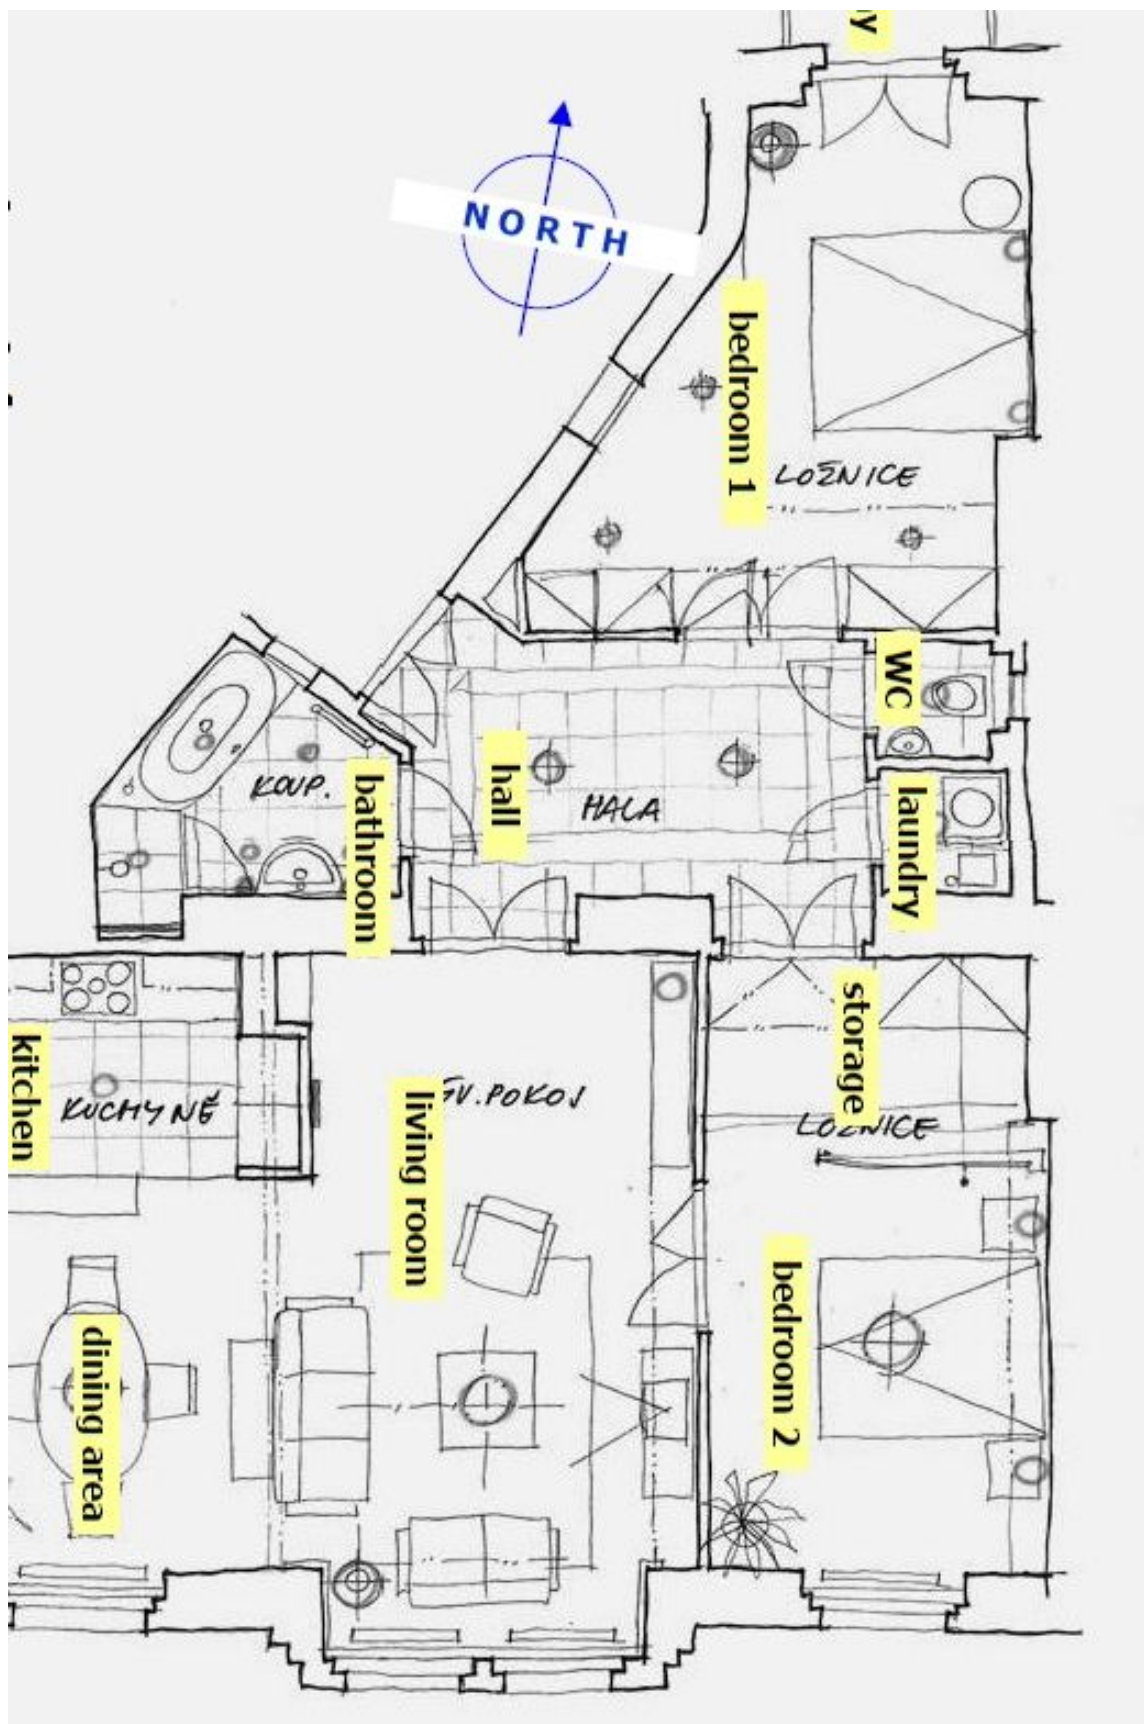 y
NORTH
bedroom 1
LOŽNICE
WC
hall
KOUP.
HALA
bathroom
laundry
storage
kitchen
KUCHYNĚ
living room
POKOJ
LOŽNICE
bedroom 2
dining area